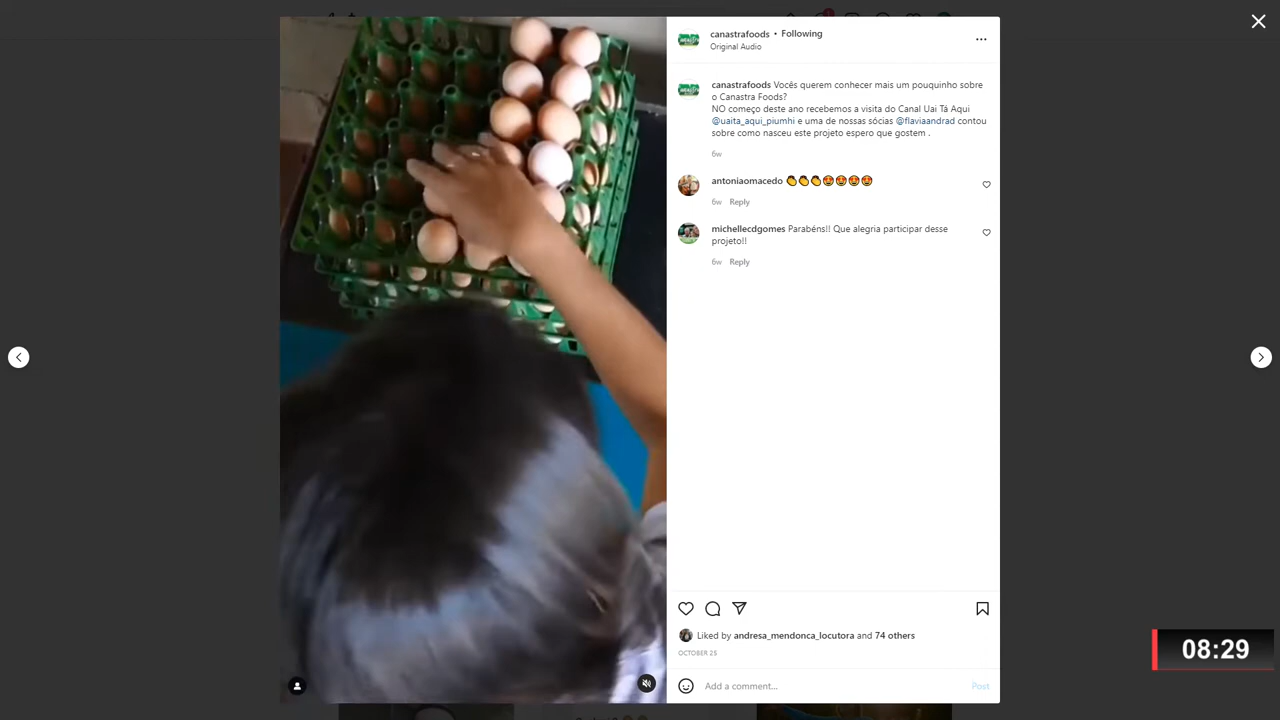 canastrafoods • Following
Original Audio
canastrafoods Vocês querem conhecer mais um pouquinho sobre
o Canastra Foods?
NO começo deste ano recebemos a visita do Canal Uai Tá Aqui
@uaita_aqui_piumhi e uma de nossas sócias @flaviaandrad contou
sobre como nasceu este projeto espero que gostem .
6w
antoniaomacedo 👏👏👏😍😍😍😍
6w Reply
michellecdgomes Parabéns!! Que alegria participar desse
projeto!!
6w Reply
Liked by andresa_mendonca_locutora and 74 others
OCTOBER 25
Add a comment...
Post
08:29